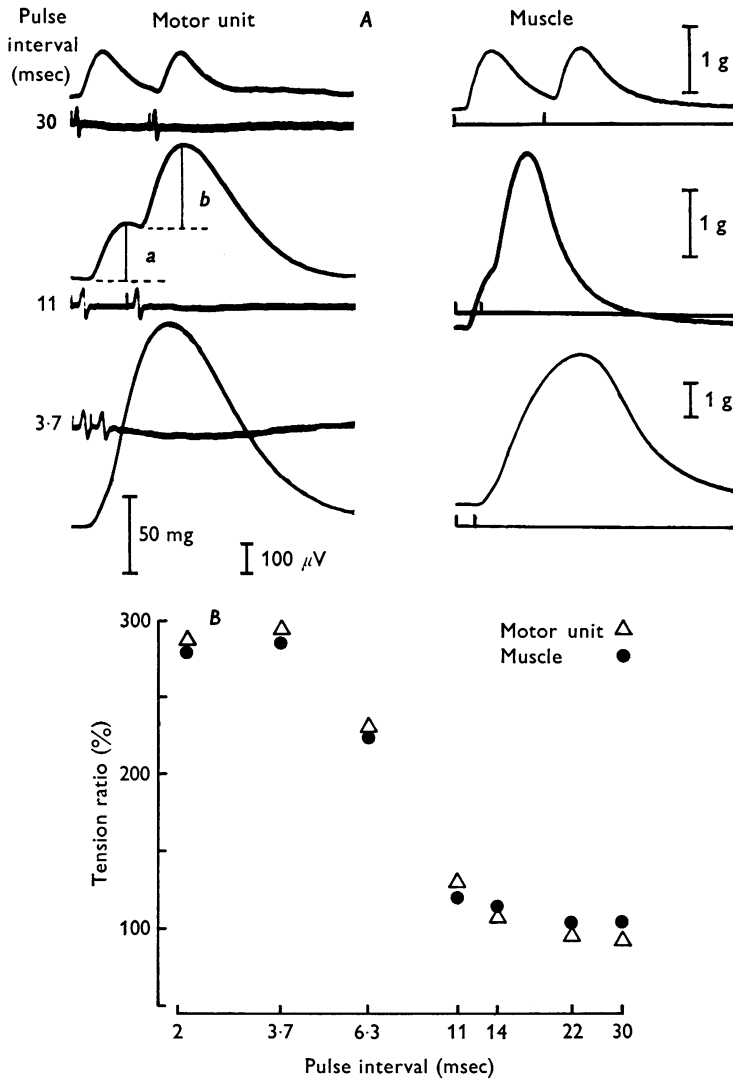 Pulse
interval
(msec)
Motor unit
A
Muscle
1 g
30
b
a
1 g
11
3·7
1 g
50 mg
100 μV
B
Motor unit △
Muscle ●
300
200
100
Tension ratio (%)
2 3·7 6·3 11 14 22 30
Pulse interval (msec)